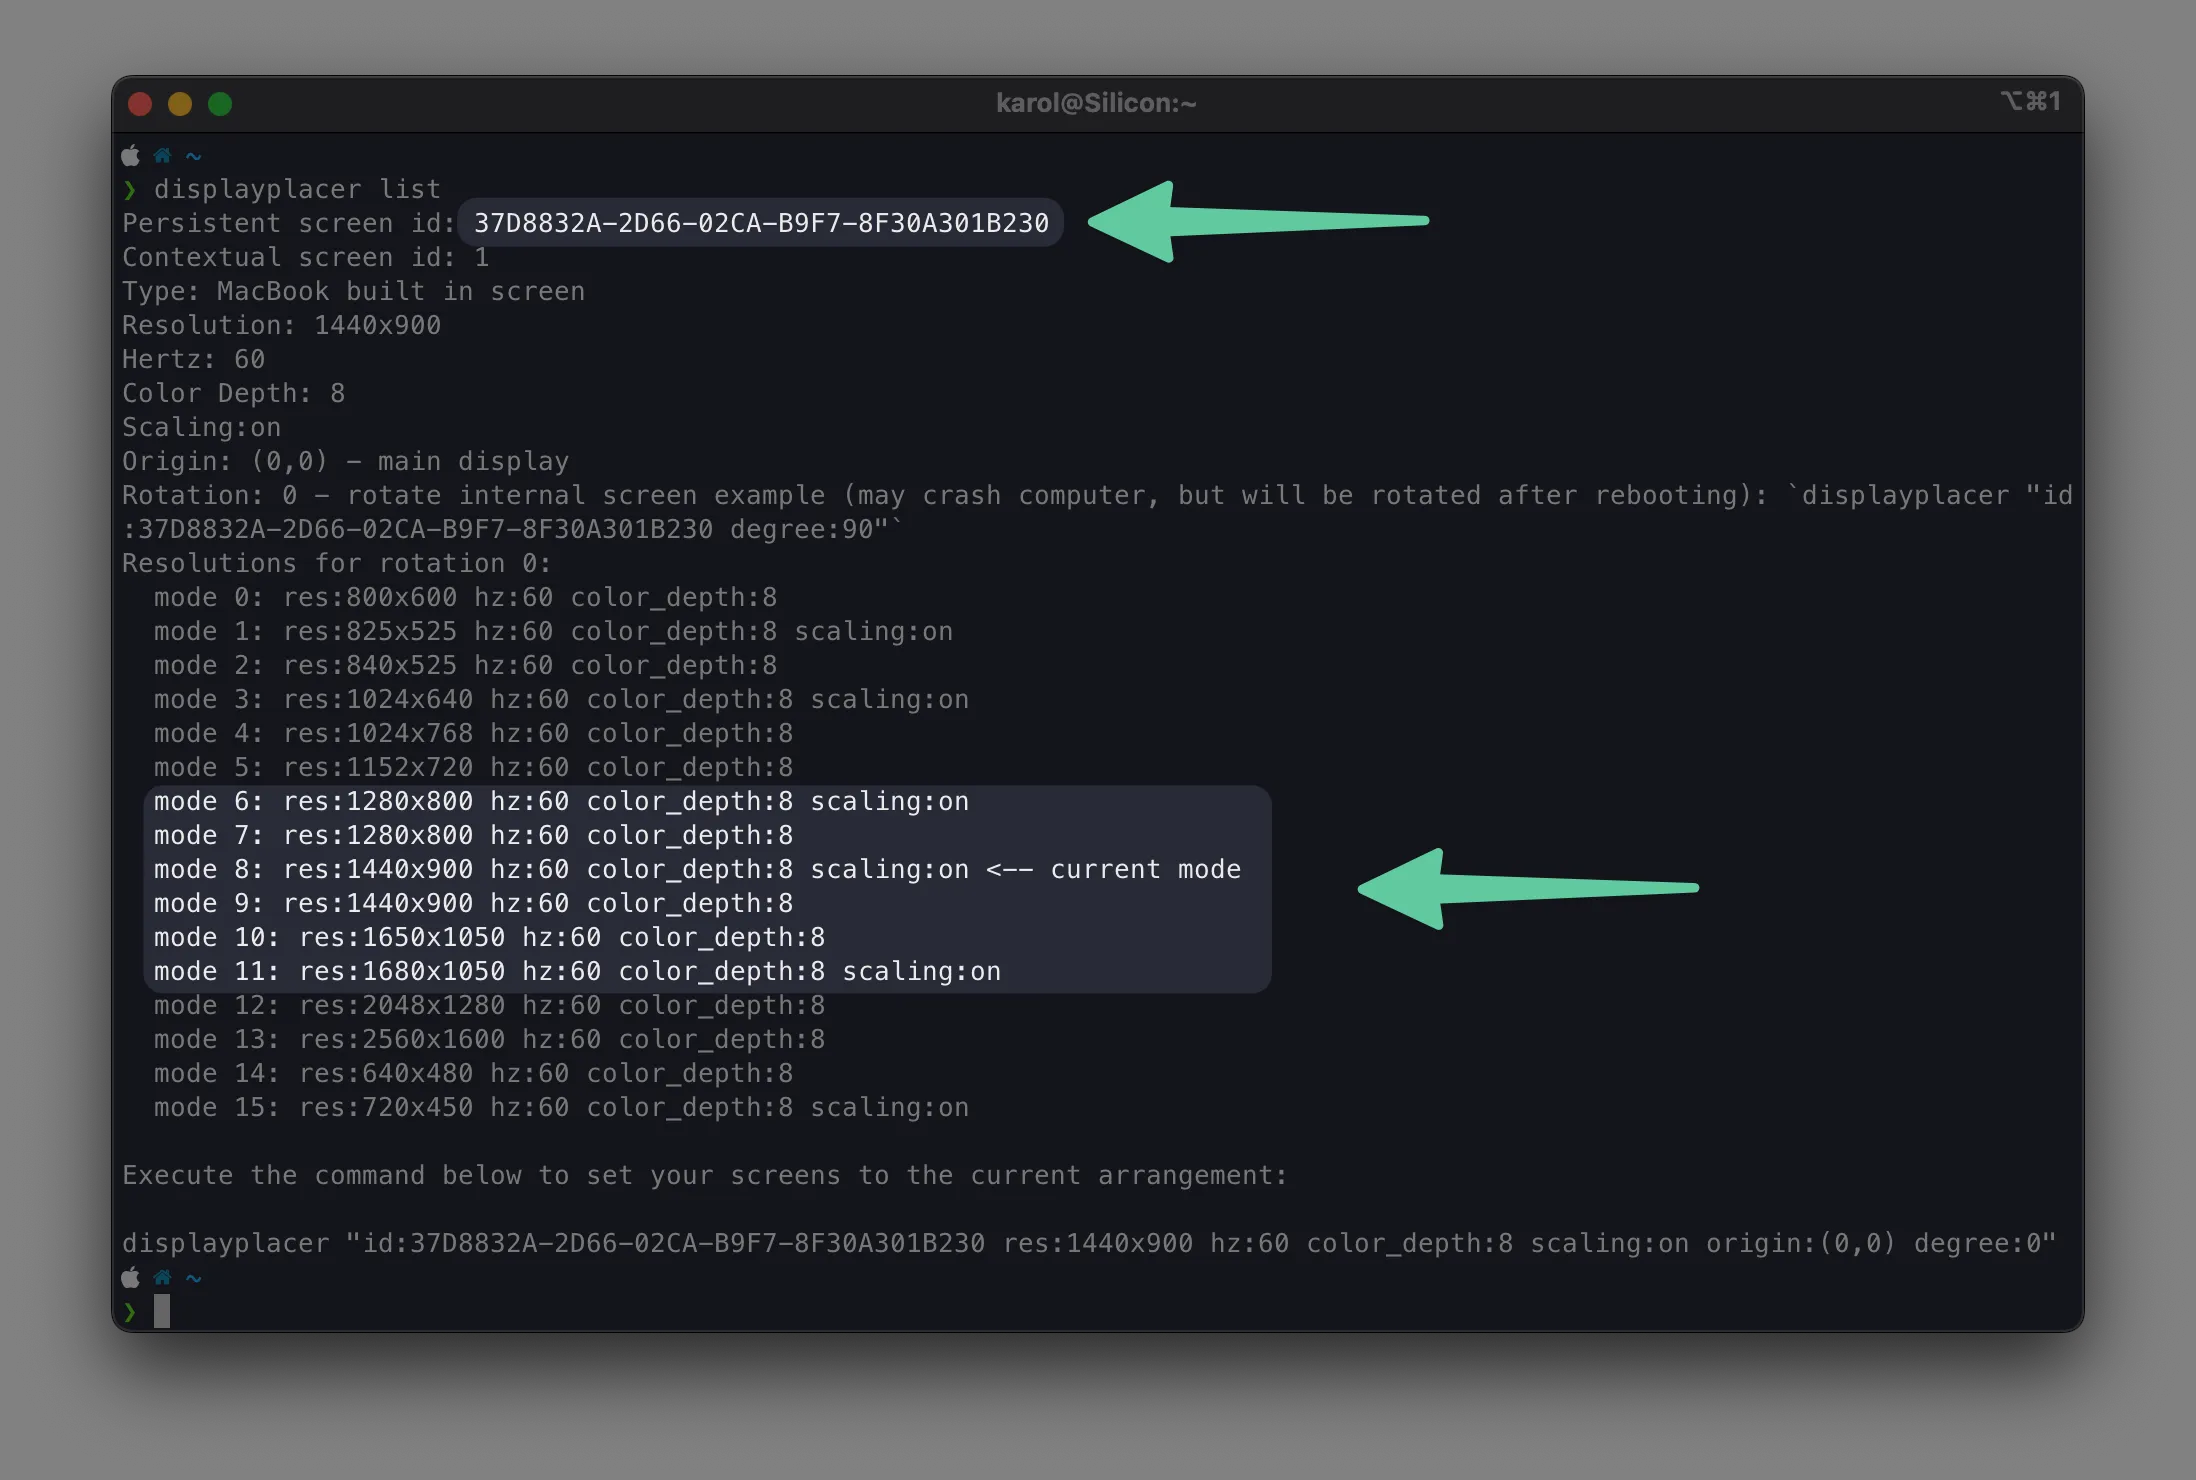 karol@Silicon:~ ⌥⌘1
~
❯ displayplacer list
Persistent screen id: 37D8832A-2D66-02CA-B9F7-8F30A301B230
Contextual screen id: 1
Type: MacBook built in screen
Resolution: 1440x900
Hertz: 60
Color Depth: 8
Scaling:on
Origin: (0,0) - main display
Rotation: 0 - rotate internal screen example (may crash computer, but will be rotated after rebooting): `displayplacer "id
:37D8832A-2D66-02CA-B9F7-8F30A301B230 degree:90"`
Resolutions for rotation 0:
  mode 0: res:800x600 hz:60 color_depth:8
  mode 1: res:825x525 hz:60 color_depth:8 scaling:on
  mode 2: res:840x525 hz:60 color_depth:8
  mode 3: res:1024x640 hz:60 color_depth:8 scaling:on
  mode 4: res:1024x768 hz:60 color_depth:8
  mode 5: res:1152x720 hz:60 color_depth:8
  mode 6: res:1280x800 hz:60 color_depth:8 scaling:on
  mode 7: res:1280x800 hz:60 color_depth:8
  mode 8: res:1440x900 hz:60 color_depth:8 scaling:on <-- current mode
  mode 9: res:1440x900 hz:60 color_depth:8
  mode 10: res:1650x1050 hz:60 color_depth:8
  mode 11: res:1680x1050 hz:60 color_depth:8 scaling:on
  mode 12: res:2048x1280 hz:60 color_depth:8
  mode 13: res:2560x1600 hz:60 color_depth:8
  mode 14: res:640x480 hz:60 color_depth:8
  mode 15: res:720x450 hz:60 color_depth:8 scaling:on
Execute the command below to set your screens to the current arrangement:
displayplacer "id:37D8832A-2D66-02CA-B9F7-8F30A301B230 res:1440x900 hz:60 color_depth:8 scaling:on origin:(0,0) degree:0"
~
❯